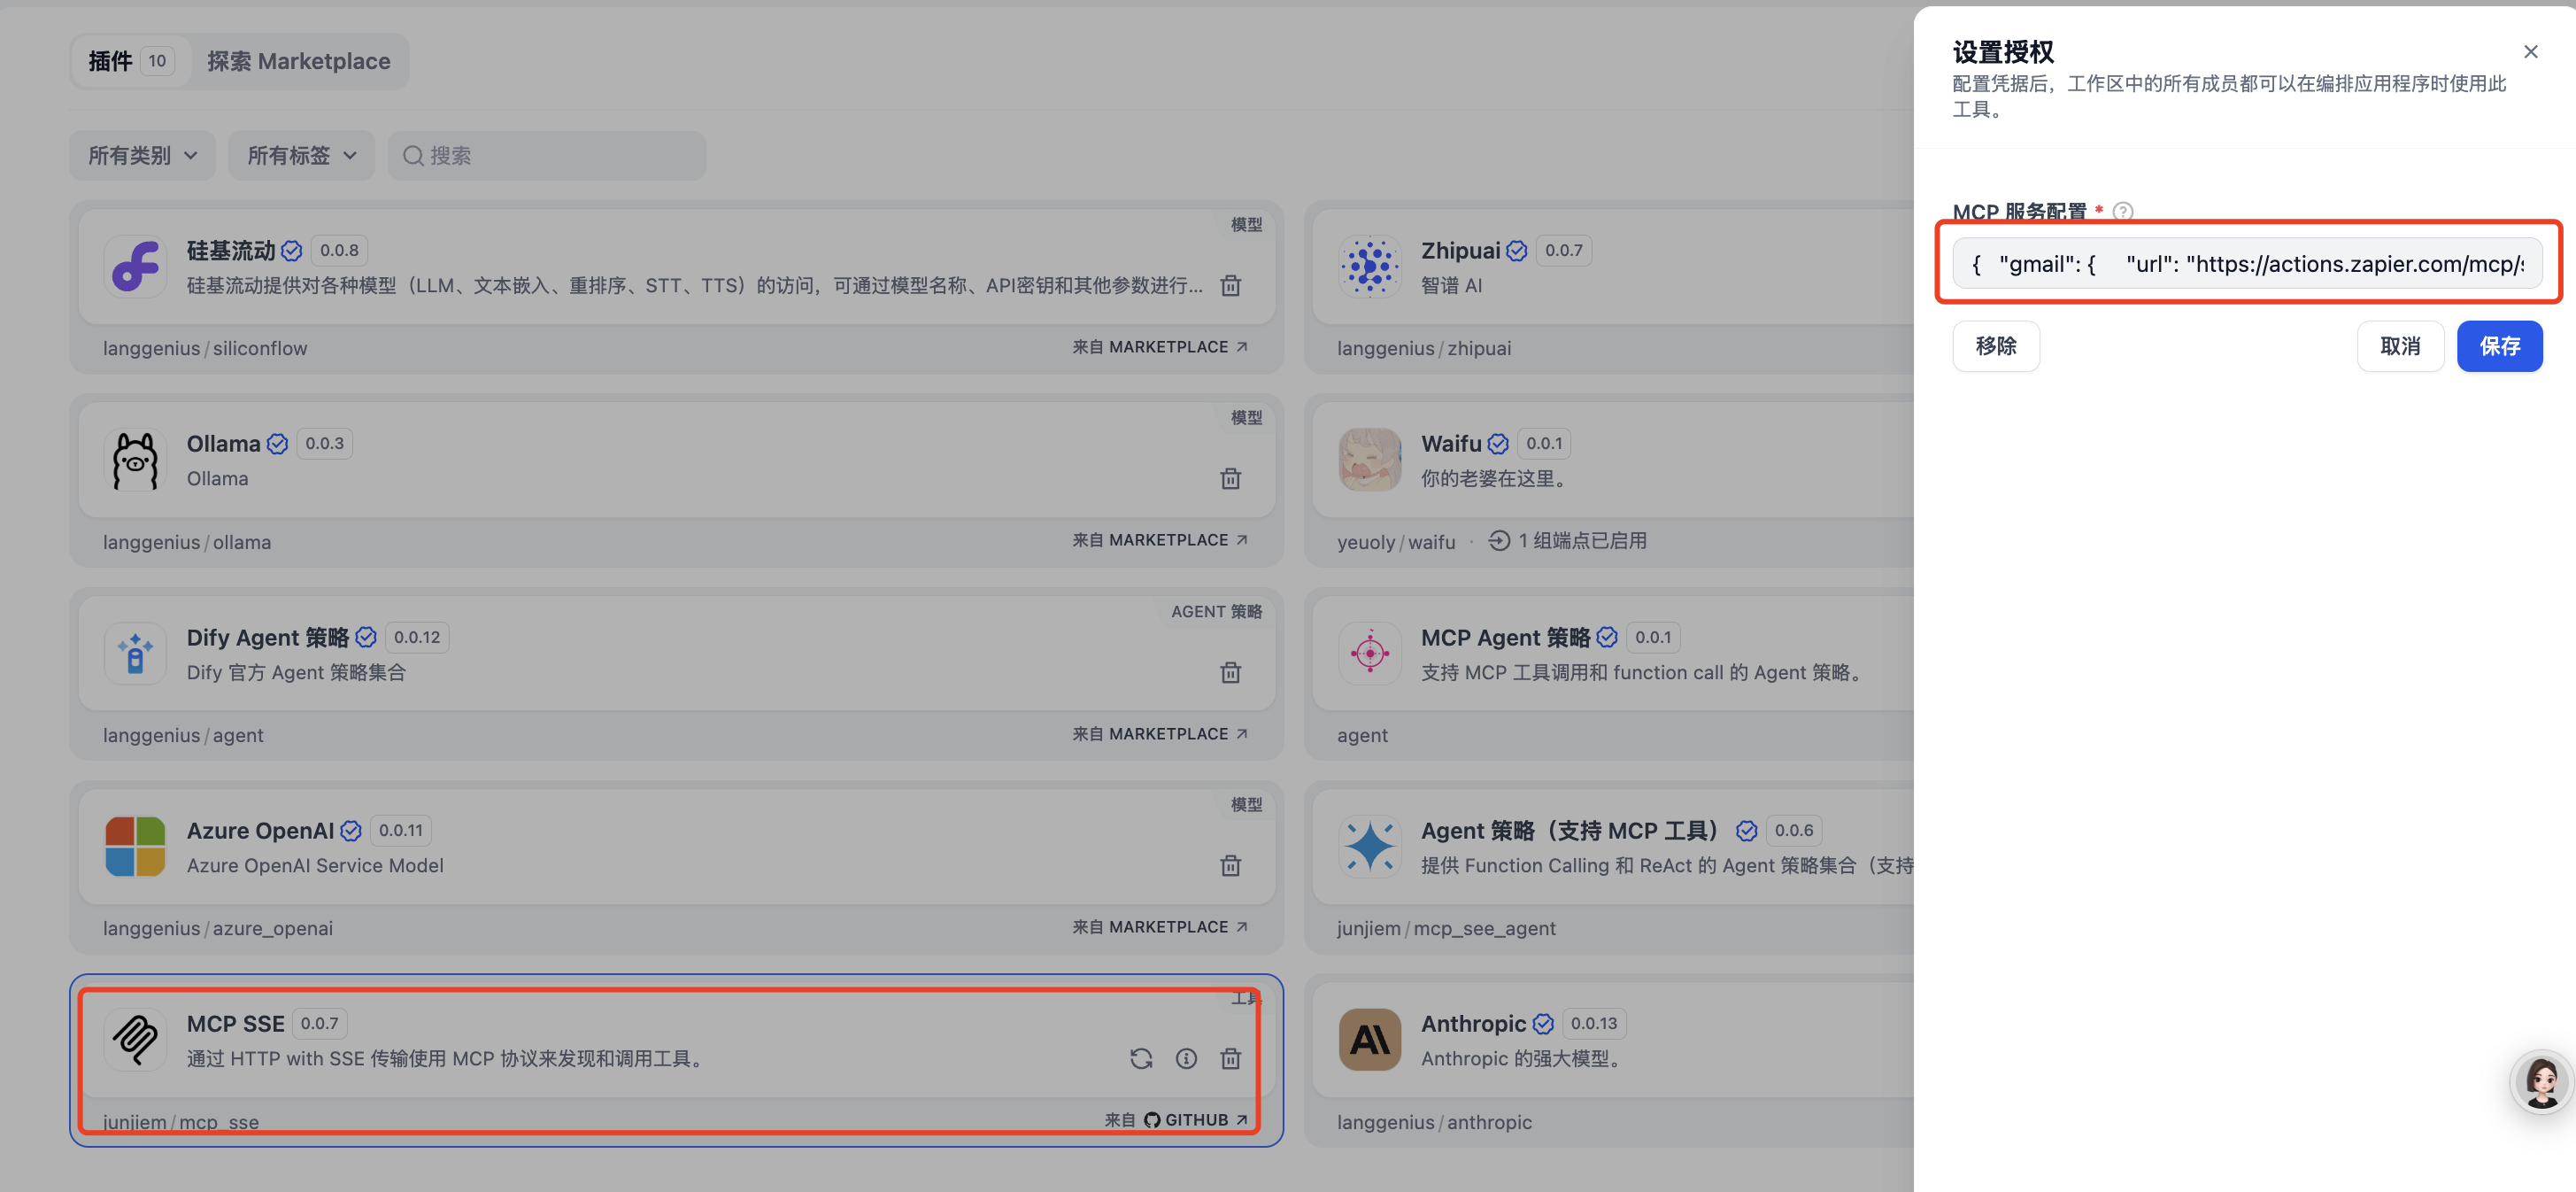 插件 10 探索 Marketplace
所有类别 所有标签 搜索
模型
硅基流动 0.0.8
硅基流动提供对各种模型（LLM、文本嵌入、重排序、STT、TTS）的访问，可通过模型名称、API密钥和其他参数进行...
langgenius / siliconflow 来自 MARKETPLACE
Zhipuai 0.0.7
智谱 AI
langgenius / zhipuai
模型
Ollama 0.0.3
Ollama
langgenius / ollama 来自 MARKETPLACE
Waifu 0.0.1
你的老婆在这里。
yeuoly / waifu · 1 组端点已启用
AGENT 策略
Dify Agent 策略 0.0.12
Dify 官方 Agent 策略集合
langgenius / agent 来自 MARKETPLACE
MCP Agent 策略 0.0.1
支持 MCP 工具调用和 function call 的 Agent 策略。
agent
模型
Azure OpenAI 0.0.11
Azure OpenAI Service Model
langgenius / azure_openai 来自 MARKETPLACE
Agent 策略（支持 MCP 工具） 0.0.6
提供 Function Calling 和 ReAct 的 Agent 策略集合（支持
junjiem / mcp_see_agent
工具
MCP SSE 0.0.7
通过 HTTP with SSE 传输使用 MCP 协议来发现和调用工具。
junjiem / mcp_sse 来自 GITHUB
Anthropic 0.0.13
Anthropic 的强大模型。
langgenius / anthropic
设置授权
配置凭据后，工作区中的所有成员都可以在编排应用程序时使用此
工具。
MCP 服务配置 *
{ "gmail": { "url": "https://actions.zapier.com/mcp/s
移除 取消 保存